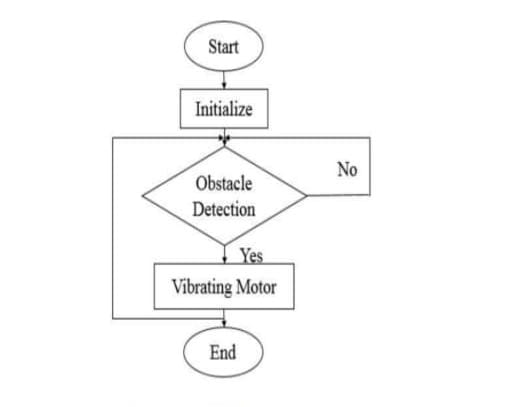 Start
Initialize
No
Obstacle
Detection
Yes
Vibrating Motor
End